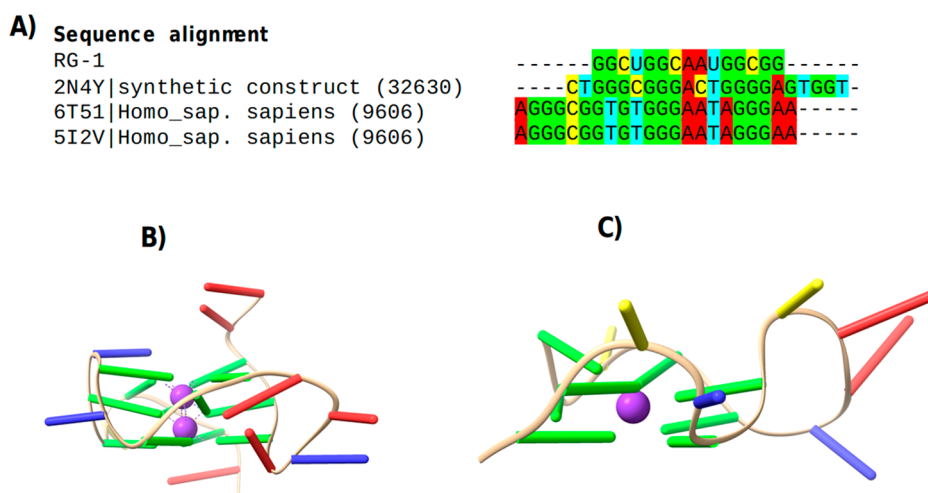 A) Sequence alignment
RG-1 ------GGCUGGCAAUGGCGG------
2N4Y|synthetic construct (32630) ----CTGGGCGGGACTGGGGAGTGGT-
6T51|Homo_sap. sapiens (9606) AGGGCGGTGTGGGAATAGGGAA-----
5I2V|Homo_sap. sapiens (9606) AGGGCGGTGTGGGAATAGGGAA-----
B)
C)